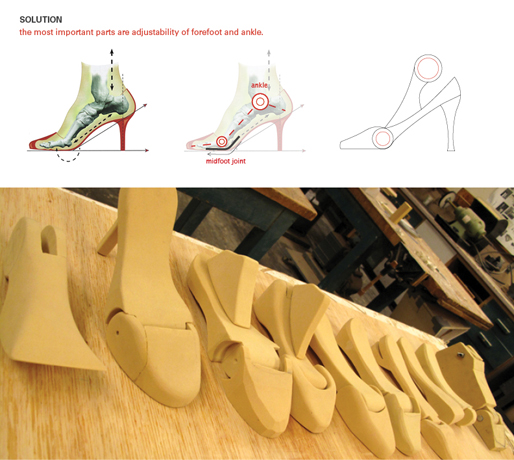 SOLUTION
the most important parts are adjustability of forefoot and ankle.
ankle
midfoot joint